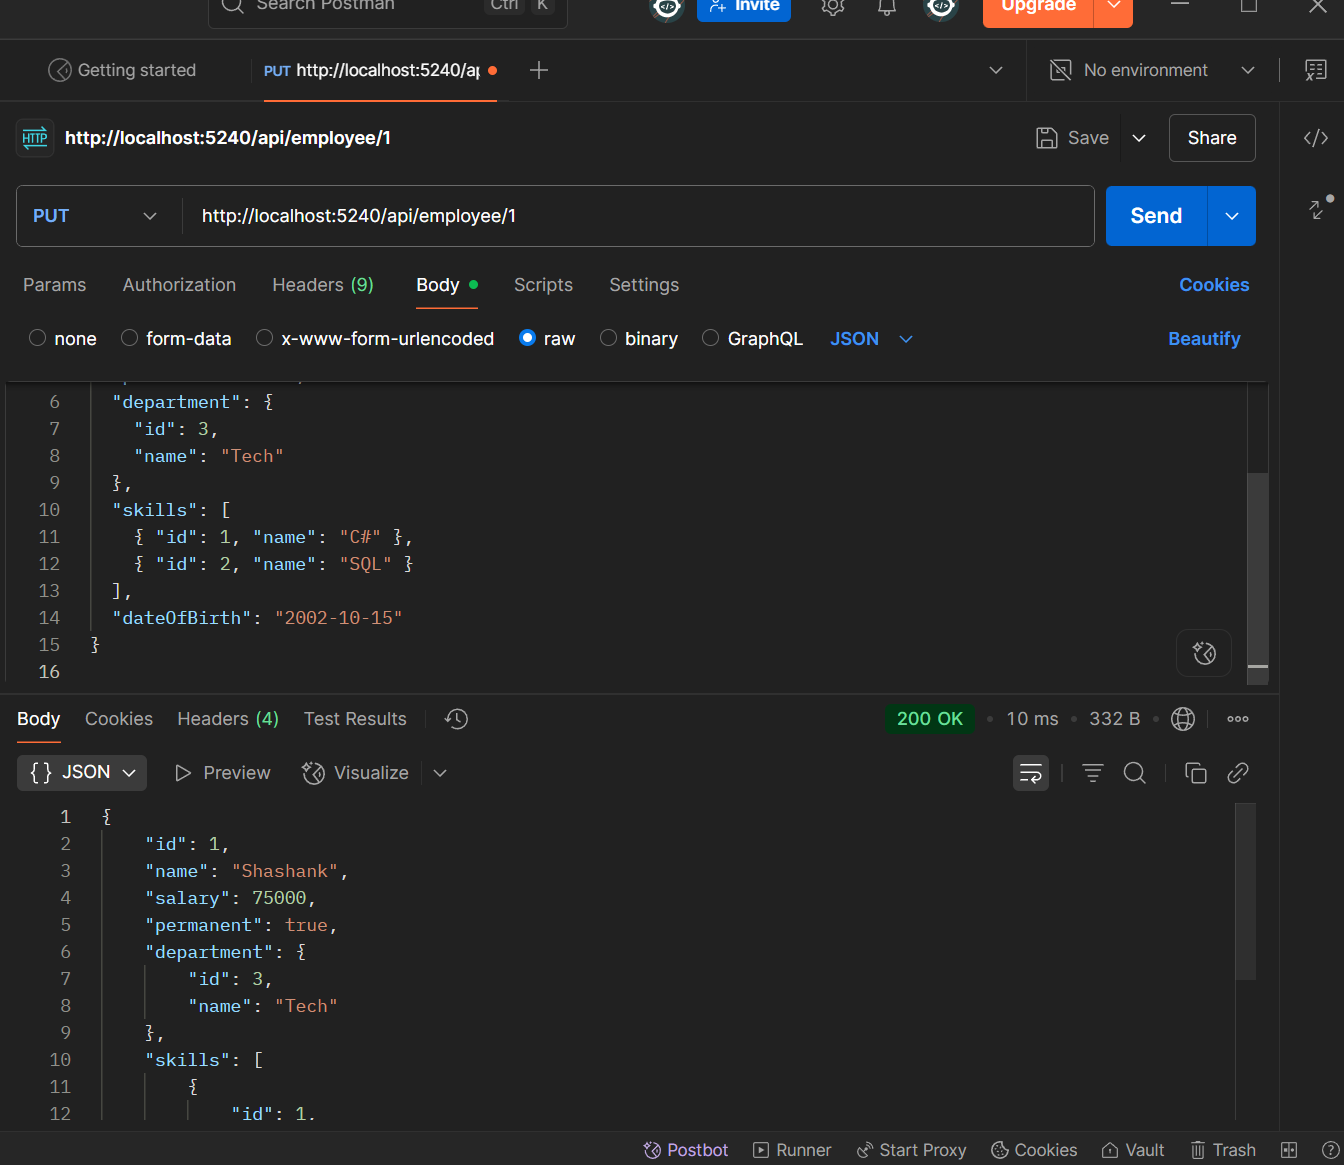 Search Postman Ctrl K Invite Upgrade
Getting started PUT http://localhost:5240/ap No environment
HTTP http://localhost:5240/api/employee/1 Save Share
PUT http://localhost:5240/api/employee/1 Send
Params Authorization Headers (9) Body Scripts Settings Cookies
none form-data x-www-form-urlencoded raw binary GraphQL JSON Beautify
6 "department": {
7 "id": 3,
8 "name": "Tech"
9 },
10 "skills": [
11 { "id": 1, "name": "C#" },
12 { "id": 2, "name": "SQL" }
13 ],
14 "dateOfBirth": "2002-10-15"
15 }
16
Body Cookies Headers (4) Test Results 200 OK • 10 ms • 332 B •
{} JSON Preview Visualize
1 {
2 "id": 1,
3 "name": "Shashank",
4 "salary": 75000,
5 "permanent": true,
6 "department": {
7 "id": 3,
8 "name": "Tech"
9 },
10 "skills": [
11 {
12 "id": 1,
Postbot Runner Start Proxy Cookies Vault Trash